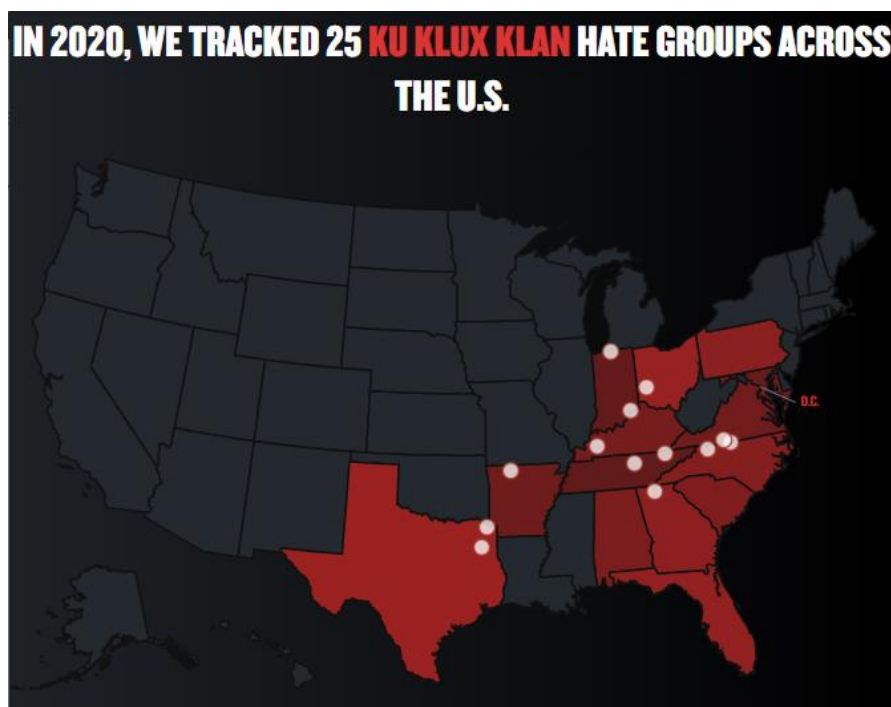 IN 2020, WE TRACKED 25 KU KLUX KLAN HATE GROUPS ACROSS
THE U.S.
D.C.